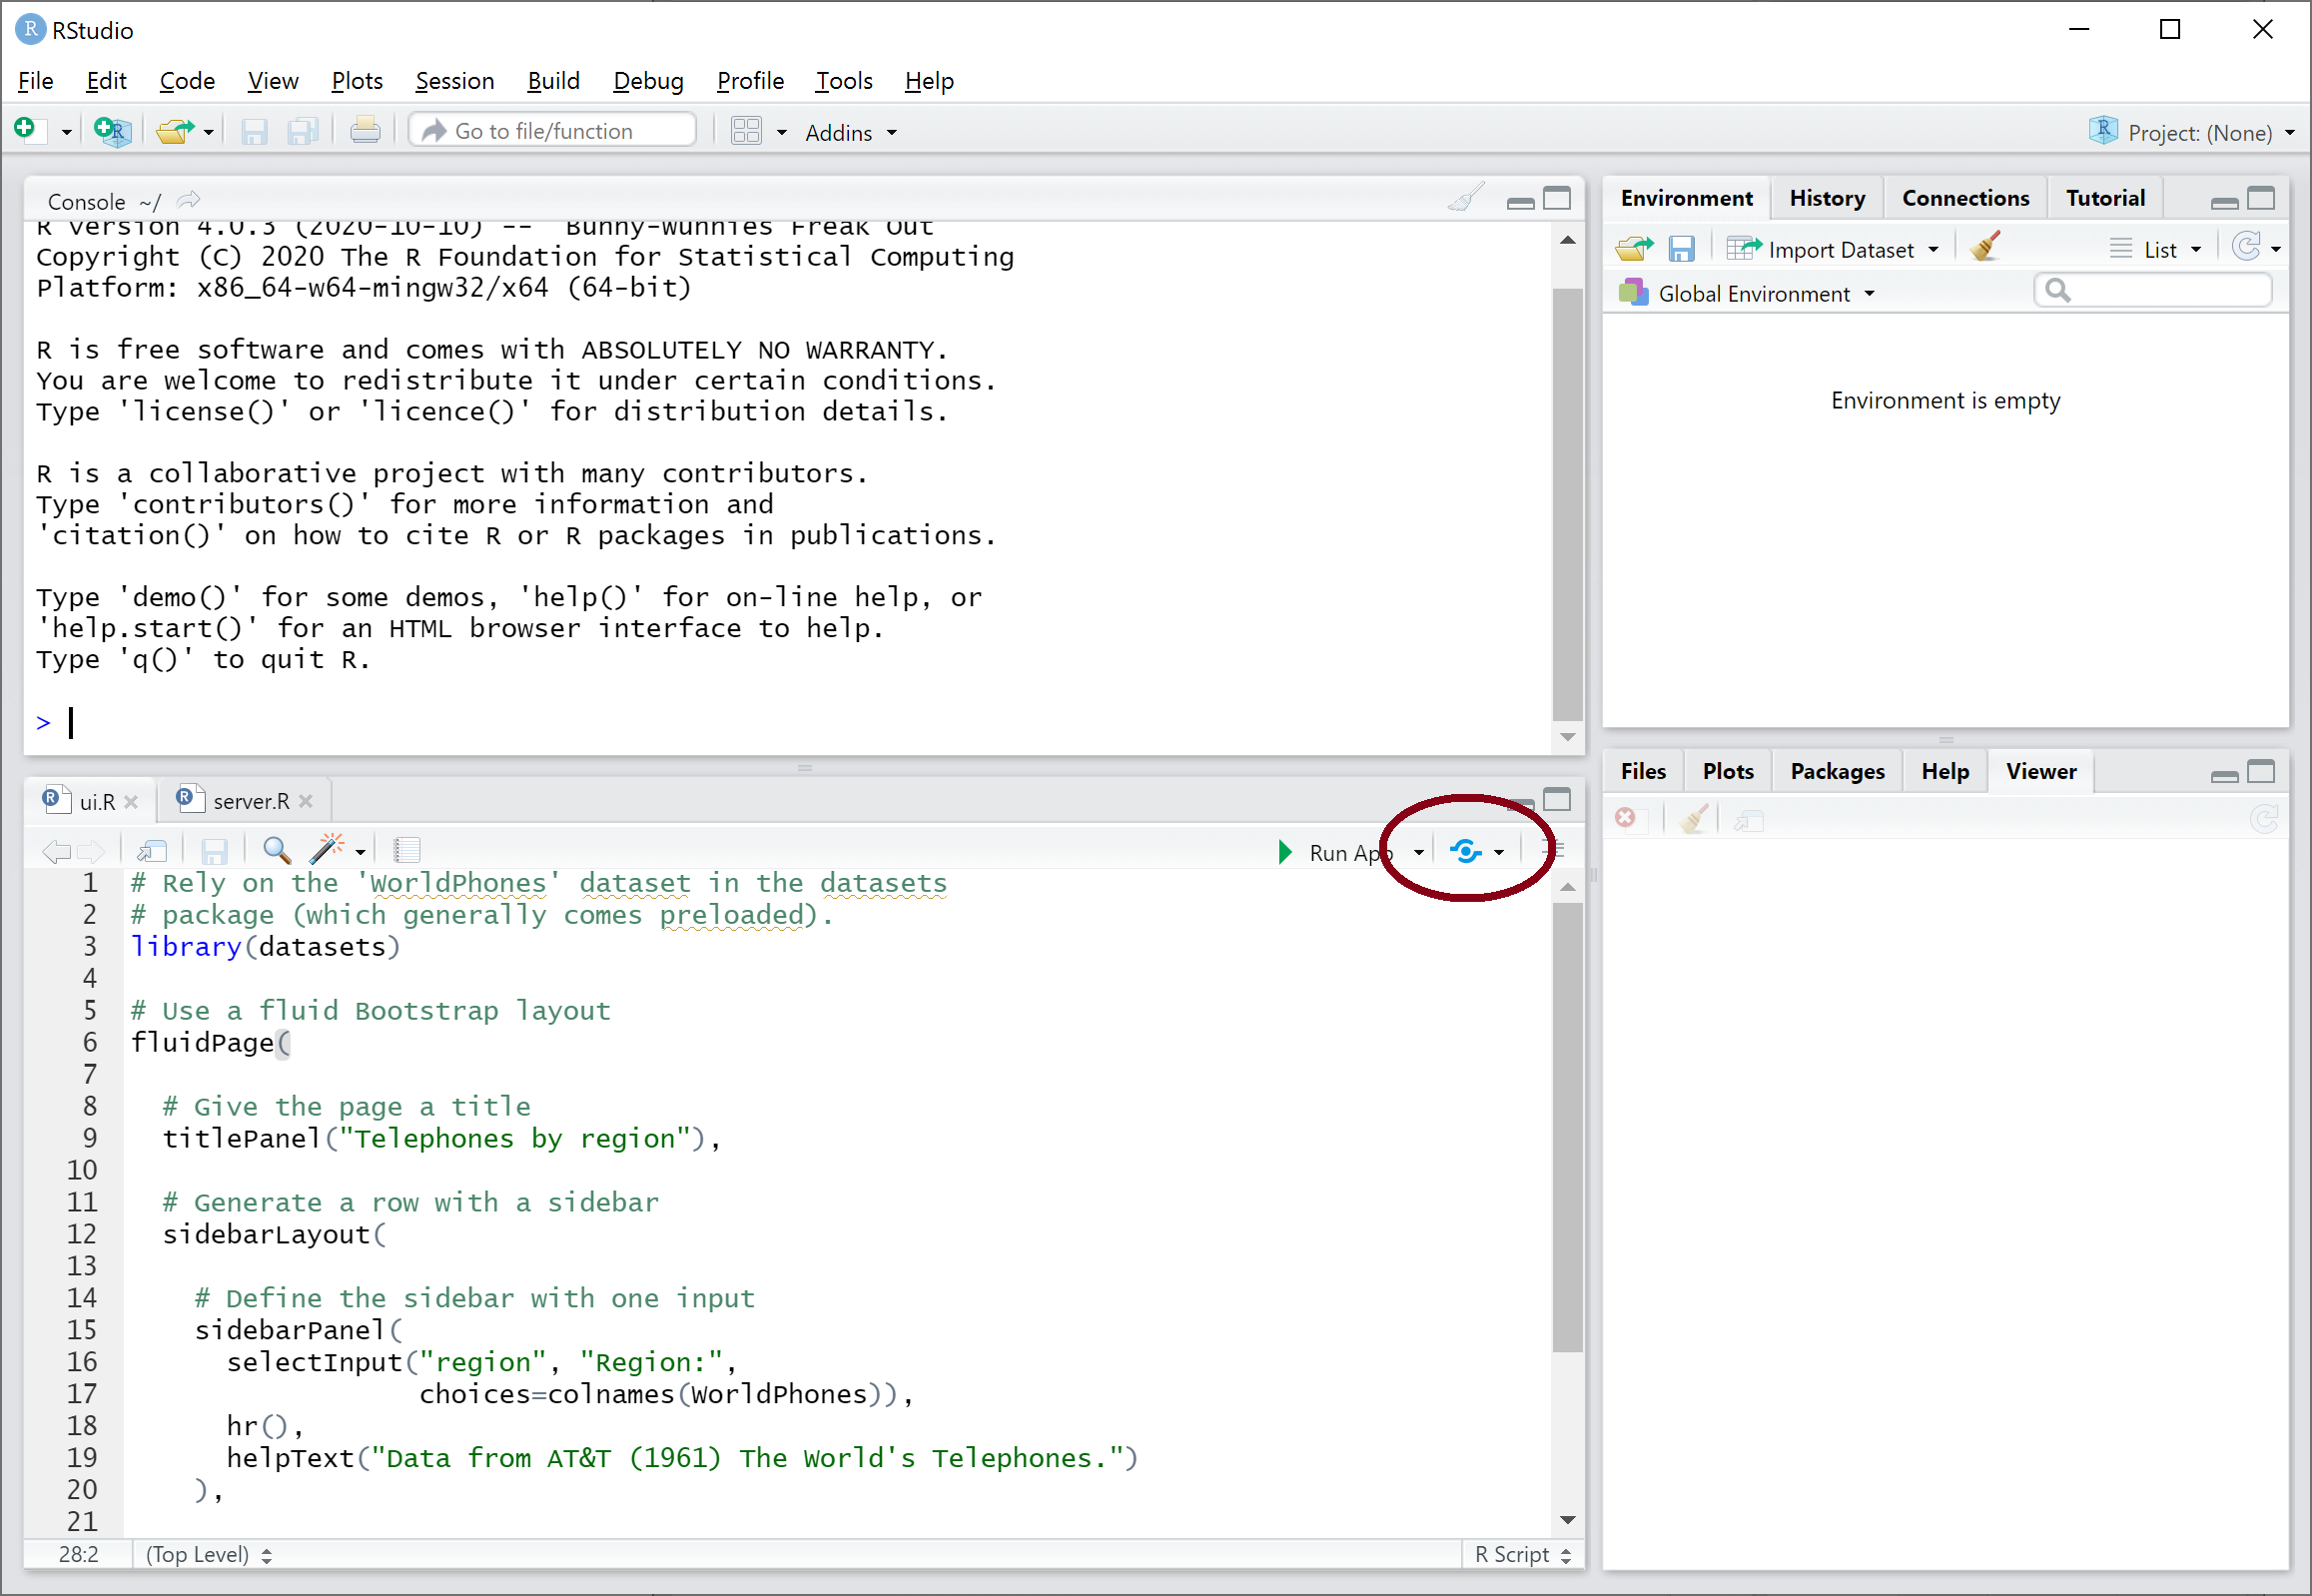 RStudio
File Edit Code View Plots Session Build Debug Profile Tools Help
Go to file/function Addins Project: (None)
Console ~/
R version 4.0.3 (2020-10-10) -- "Bunny-Wunnies Freak Out"
Copyright (C) 2020 The R Foundation for Statistical Computing
Platform: x86_64-w64-mingw32/x64 (64-bit)
R is free software and comes with ABSOLUTELY NO WARRANTY.
You are welcome to redistribute it under certain conditions.
Type 'license()' or 'licence()' for distribution details.
R is a collaborative project with many contributors.
Type 'contributors()' for more information and
'citation()' on how to cite R or R packages in publications.
Type 'demo()' for some demos, 'help()' for on-line help, or
'help.start()' for an HTML browser interface to help.
Type 'q()' to quit R.
>
Environment History Connections Tutorial
Import Dataset List
Global Environment
Environment is empty
ui.R server.R
Run App
1 # Rely on the 'WorldPhones' dataset in the datasets
2 # package (which generally comes preloaded).
3 library(datasets)
4
5 # Use a fluid Bootstrap layout
6 fluidPage(
7
8 # Give the page a title
9 titlePanel("Telephones by region"),
10
11 # Generate a row with a sidebar
12 sidebarLayout(
13
14 # Define the sidebar with one input
15 sidebarPanel(
16 selectInput("region", "Region:",
17 choices=colnames(WorldPhones)),
18 hr(),
19 helpText("Data from AT&T (1961) The World's Telephones.")
20 ),
21
28:2 (Top Level) R Script
Files Plots Packages Help Viewer